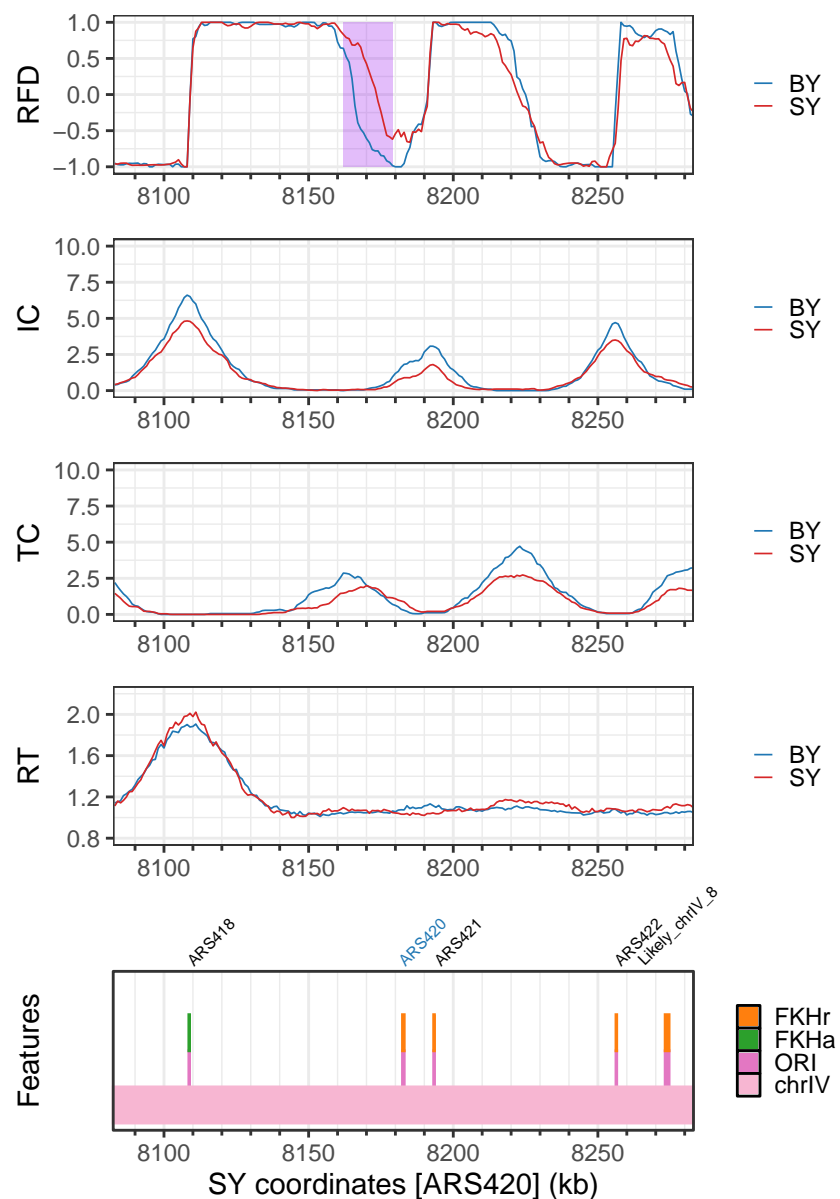 RFD
1.0
0.5
0.0
−0.5
−1.0
8100
8150
8200
8250
BY
SY
IC
10.0
7.5
5.0
2.5
0.0
8100
8150
8200
8250
BY
SY
TC
10.0
7.5
5.0
2.5
0.0
8100
8150
8200
8250
BY
SY
RT
2.0
1.6
1.2
0.8
8100
8150
8200
8250
BY
SY
ARS418
ARS420
ARS421
ARS422
Likely_chrIV_8
Features
FKHr
FKHa
ORI
chrIV
8100
8150
8200
8250
SY coordinates [ARS420] (kb)